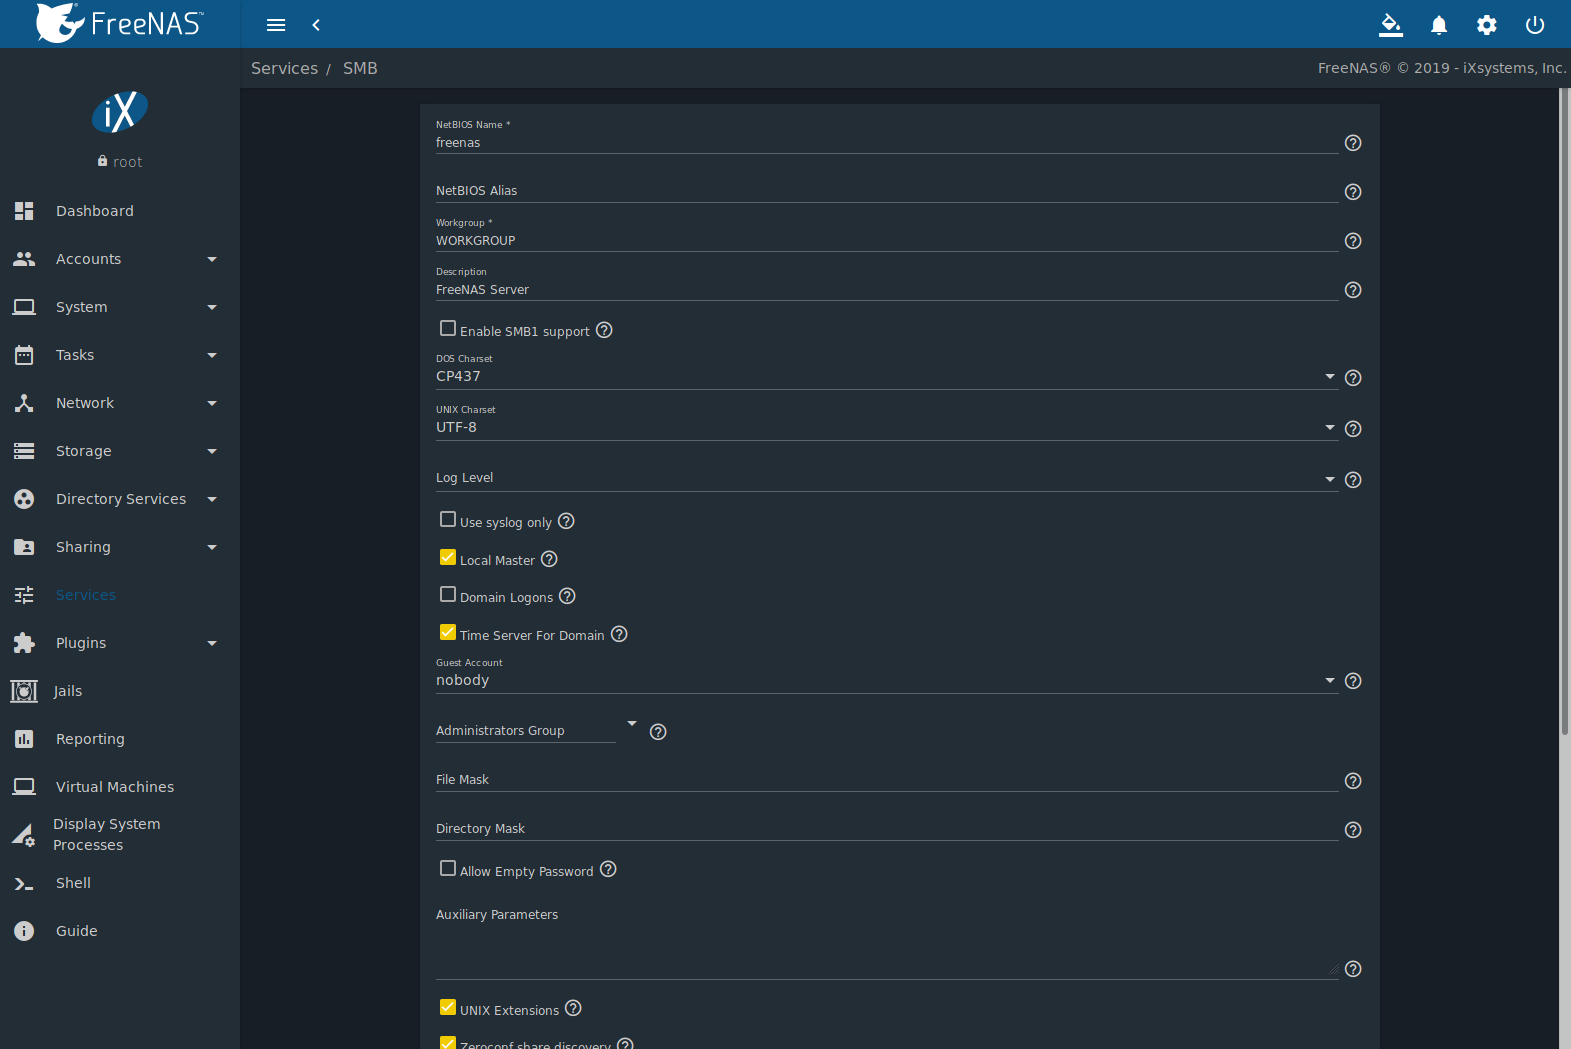 FreeNAS™
Services / SMB
FreeNAS® © 2019 - iXsystems, Inc.
iX
root
Dashboard
Accounts
System
Tasks
Network
Storage
Directory Services
Sharing
Services
Plugins
Jails
Reporting
Virtual Machines
Display System
Processes
Shell
Guide
NetBIOS Name *
freenas
NetBIOS Alias
Workgroup *
WORKGROUP
Description
FreeNAS Server
Enable SMB1 support
DOS Charset
CP437
UNIX Charset
UTF-8
Log Level
Use syslog only
Local Master
Domain Logons
Time Server For Domain
Guest Account
nobody
Administrators Group
File Mask
Directory Mask
Allow Empty Password
Auxiliary Parameters
UNIX Extensions
Zeroconf share discovery